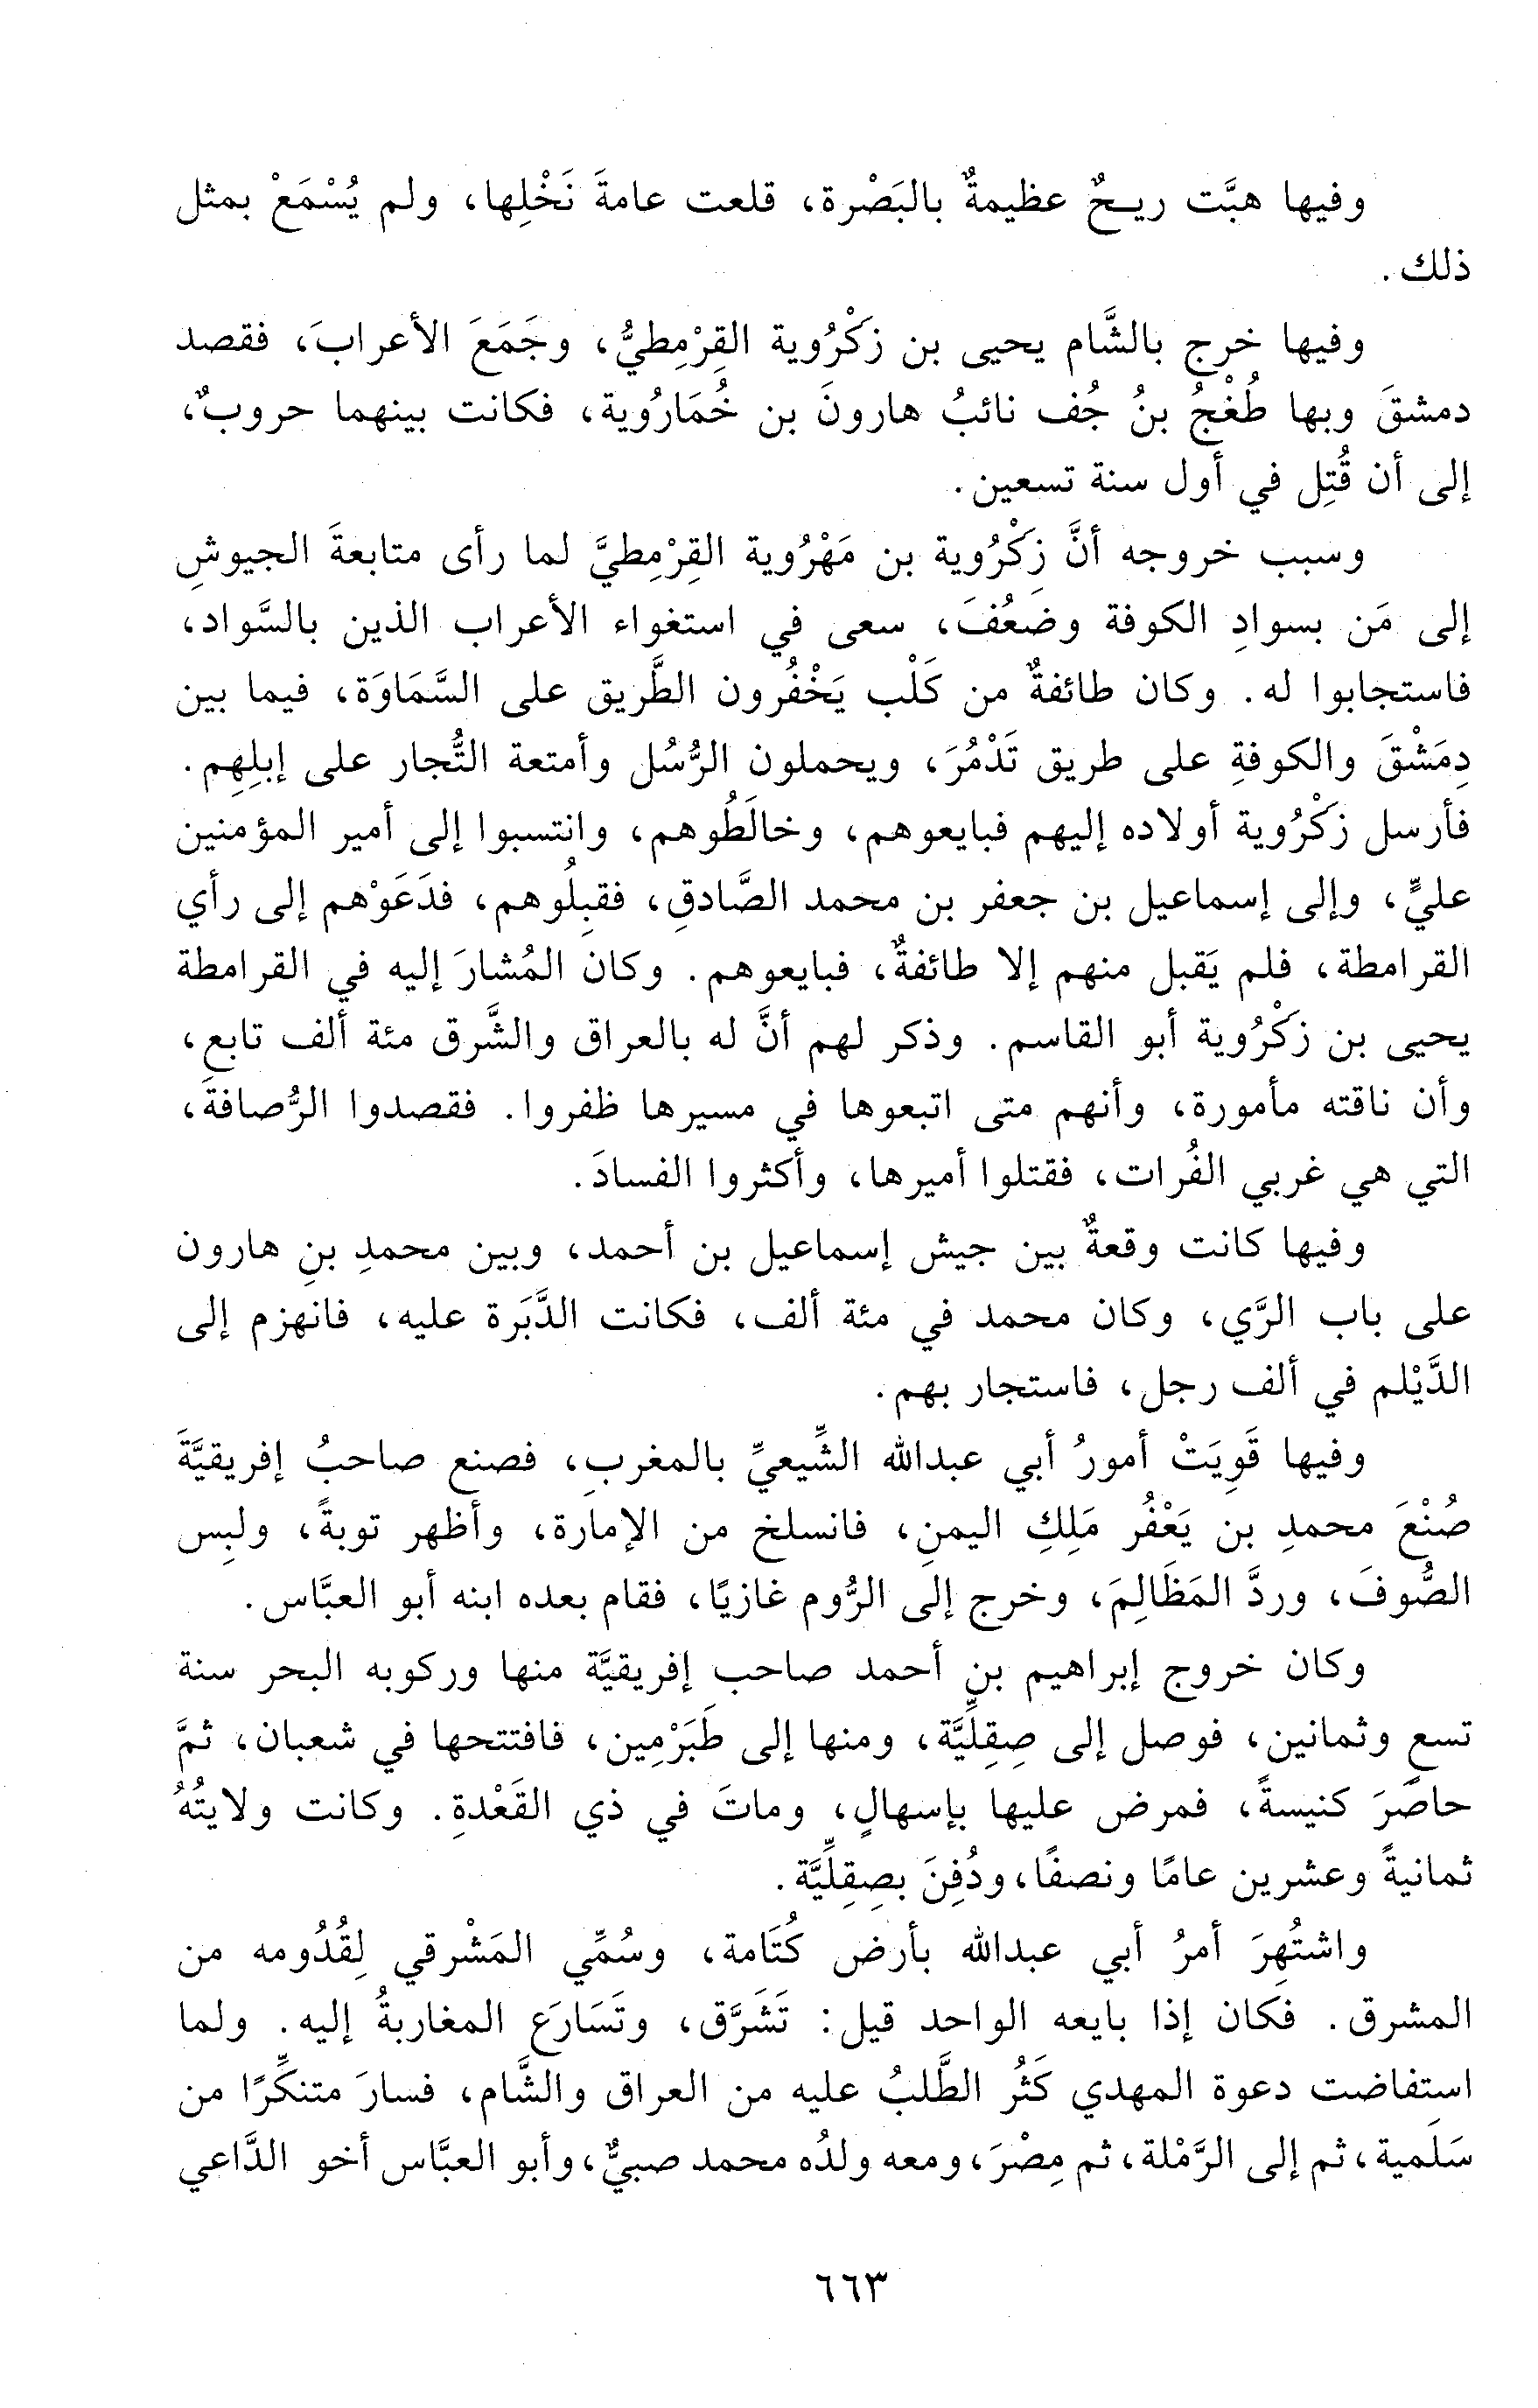 وفيها هبَّت ريـحٌ عظيمةٌ بالبَصْرة، قلعت عامةَ نَخْلِها، ولم يُسْمَعْ بمثل
ذلك.
وفيها خرج بالشَّام يحيى بن زَكْرُوية القِرْمِطيُّ، وجَمَعَ الأعرابَ، فقصد
دمشقَ وبها طُغْجُ بنُ جُف نائبُ هارونَ بن خُمَارُوية، فكانت بينهما حروبٌ،
إلى أن قُتِل في أول سنة تسعين.
وسبب خروجه أنَّ زَكْرُوية بن مَهْرُوية القِرْمِطيَّ لما رأى متابعةَ الجيوشِ
إلى مَن بسوادِ الكوفة وضَعُفَ، سعى في استغواء الأعراب الذين بالسَّواد،
فاستجابوا له. وكان طائفةٌ من كَلْب يَخْفُرون الطَّريق على السَّمَاوَة، فيما بين
دِمَشْقَ والكوفةِ على طريق تَدْمُرَ، ويحملون الرُّسُل وأمتعة التُّجار على إبلِهِم.
فأرسل زَكْرُوية أولاده إليهم فبايعوهم، وخالَطُوهم، وانتسبوا إلى أمير المؤمنين
عليٍّ، وإلى إسماعيل بن جعفر بن محمد الصَّادقِ، فقبِلُوهم، فدَعَوْهم إلى رأي
القرامطة، فلم يَقبل منهم إلا طائفةٌ، فبايعوهم. وكان المُشارَ إليه في القرامطة
يحيى بن زَكْرُوية أبو القاسم. وذكر لهم أنَّ له بالعراق والشَّرق مئة ألف تابعٍ،
وأن ناقته مأمورة، وأنهم متى اتبعوها في مسيرها ظفروا. فقصدوا الرُّصافةَ،
التي هي غربي الفُرات، فقتلوا أميرها، وأكثروا الفسادَ.
وفيها كانت وقعةٌ بين جيش إسماعيل بن أحمد، وبين محمدِ بنِ هارون
على باب الرَّي، وكان محمد في مئة ألف، فكانت الدَّبَرة عليه، فانهزم إلى
الدَّيْلم في ألف رجل، فاستجار بهم.
وفيها قَوِيَتْ أمورُ أبي عبدالله الشِّيعيِّ بالمغربِ، فصنع صاحبُ إفريقيَّةَ
صُنْعَ محمدِ بن يَعْفُر مَلِكِ اليمنِ، فانسلخ من الإمارة، وأظهر توبةً، ولبِس
الصُّوفَ، وردَّ المَظَالِمَ، وخرج إلى الرُّوم غازيًا، فقام بعده ابنه أبو العبَّاس.
وكان خروج إبراهيم بن أحمد صاحب إفريقيَّة منها وركوبه البحر سنة
تسعٍ وثمانين، فوصل إلى صِقِلِّيَّة، ومنها إلى طَبَرْمِين، فافتتحها في شعبان، ثمَّ
حاصَرَ كنيسةً، فمرض عليها بإسهالٍ، وماتَ في ذي القَعْدةِ. وكانت ولايتُهُ
ثمانيةً وعشرين عامًا ونصفًا، ودُفِنَ بصِقِلِّيَّة.
واشتُهِرَ أمرُ أبي عبدالله بأرض كُتَامة، وسُمِّي المَشْرقي لِقُدُومه من
المشرق. فكان إذا بايعه الواحد قيل: تَشَرَّق، وتَسَارَع المغاربةُ إليه. ولما
استفاضت دعوة المهدي كَثُر الطَّلبُ عليه من العراق والشَّام، فسارَ متنكِّرًا من
سَلَمية، ثم إلى الرَّمْلة، ثم مِصْرَ، ومعه ولدُه محمد صبيٌّ، وأبو العبَّاس أخو الدَّاعي
٦٦٣